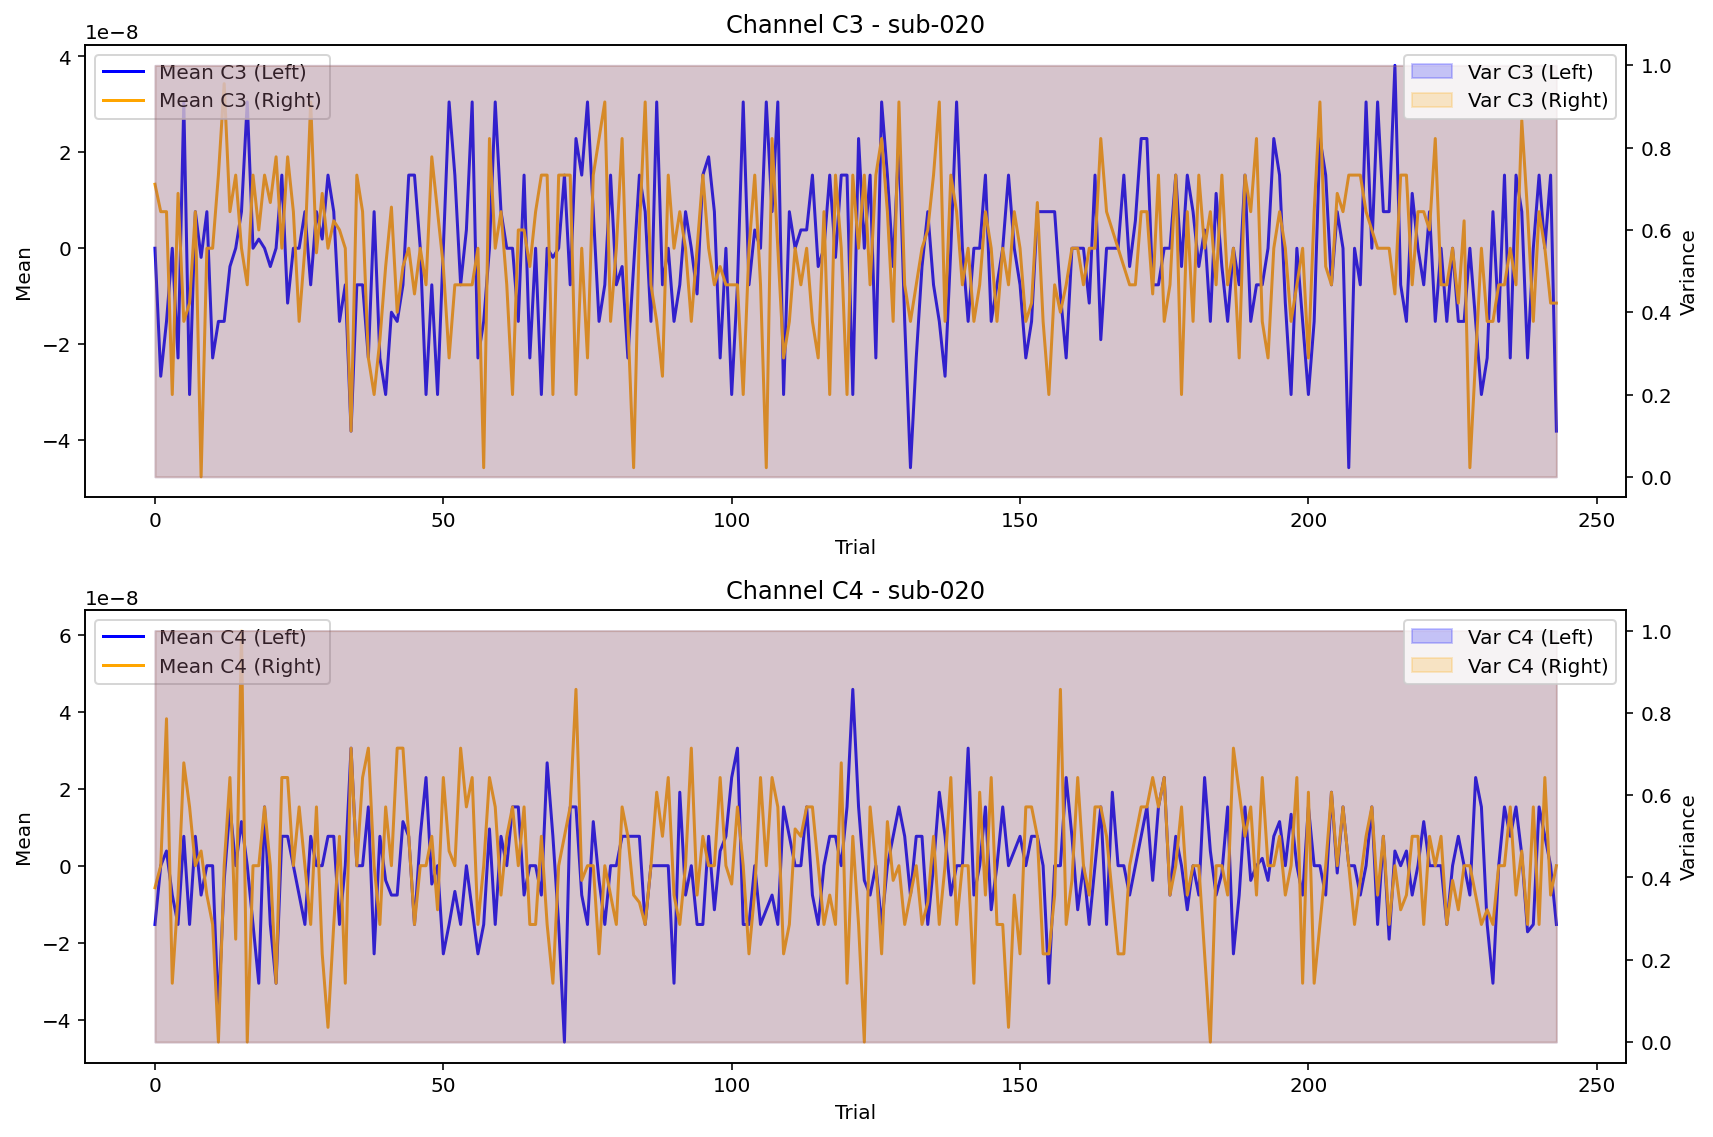 Channel C3 - sub-020
1e−8
Mean C3 (Left)
Mean C3 (Right)
Var C3 (Left)
Var C3 (Right)
4
2
0
−2
−4
Mean
1.0
0.8
0.6
0.4
0.2
0.0
Variance
0 50 100 150 200 250
Trial
Channel C4 - sub-020
1e−8
Mean C4 (Left)
Mean C4 (Right)
Var C4 (Left)
Var C4 (Right)
6
4
2
0
−2
−4
Mean
1.0
0.8
0.6
0.4
0.2
0.0
Variance
0 50 100 150 200 250
Trial